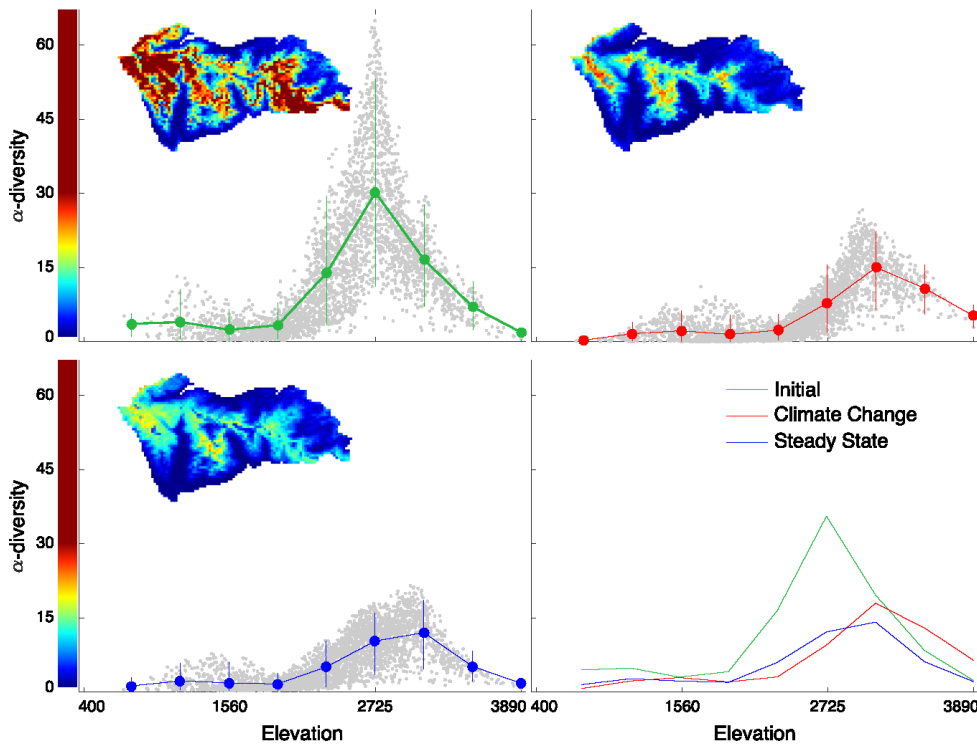 60
45
30
15
0
α-diversity
60
45
30
15
0
α-diversity
Initial
Climate Change
Steady State
400 1560 2725 3890
Elevation
400 1560 2725 3890
Elevation